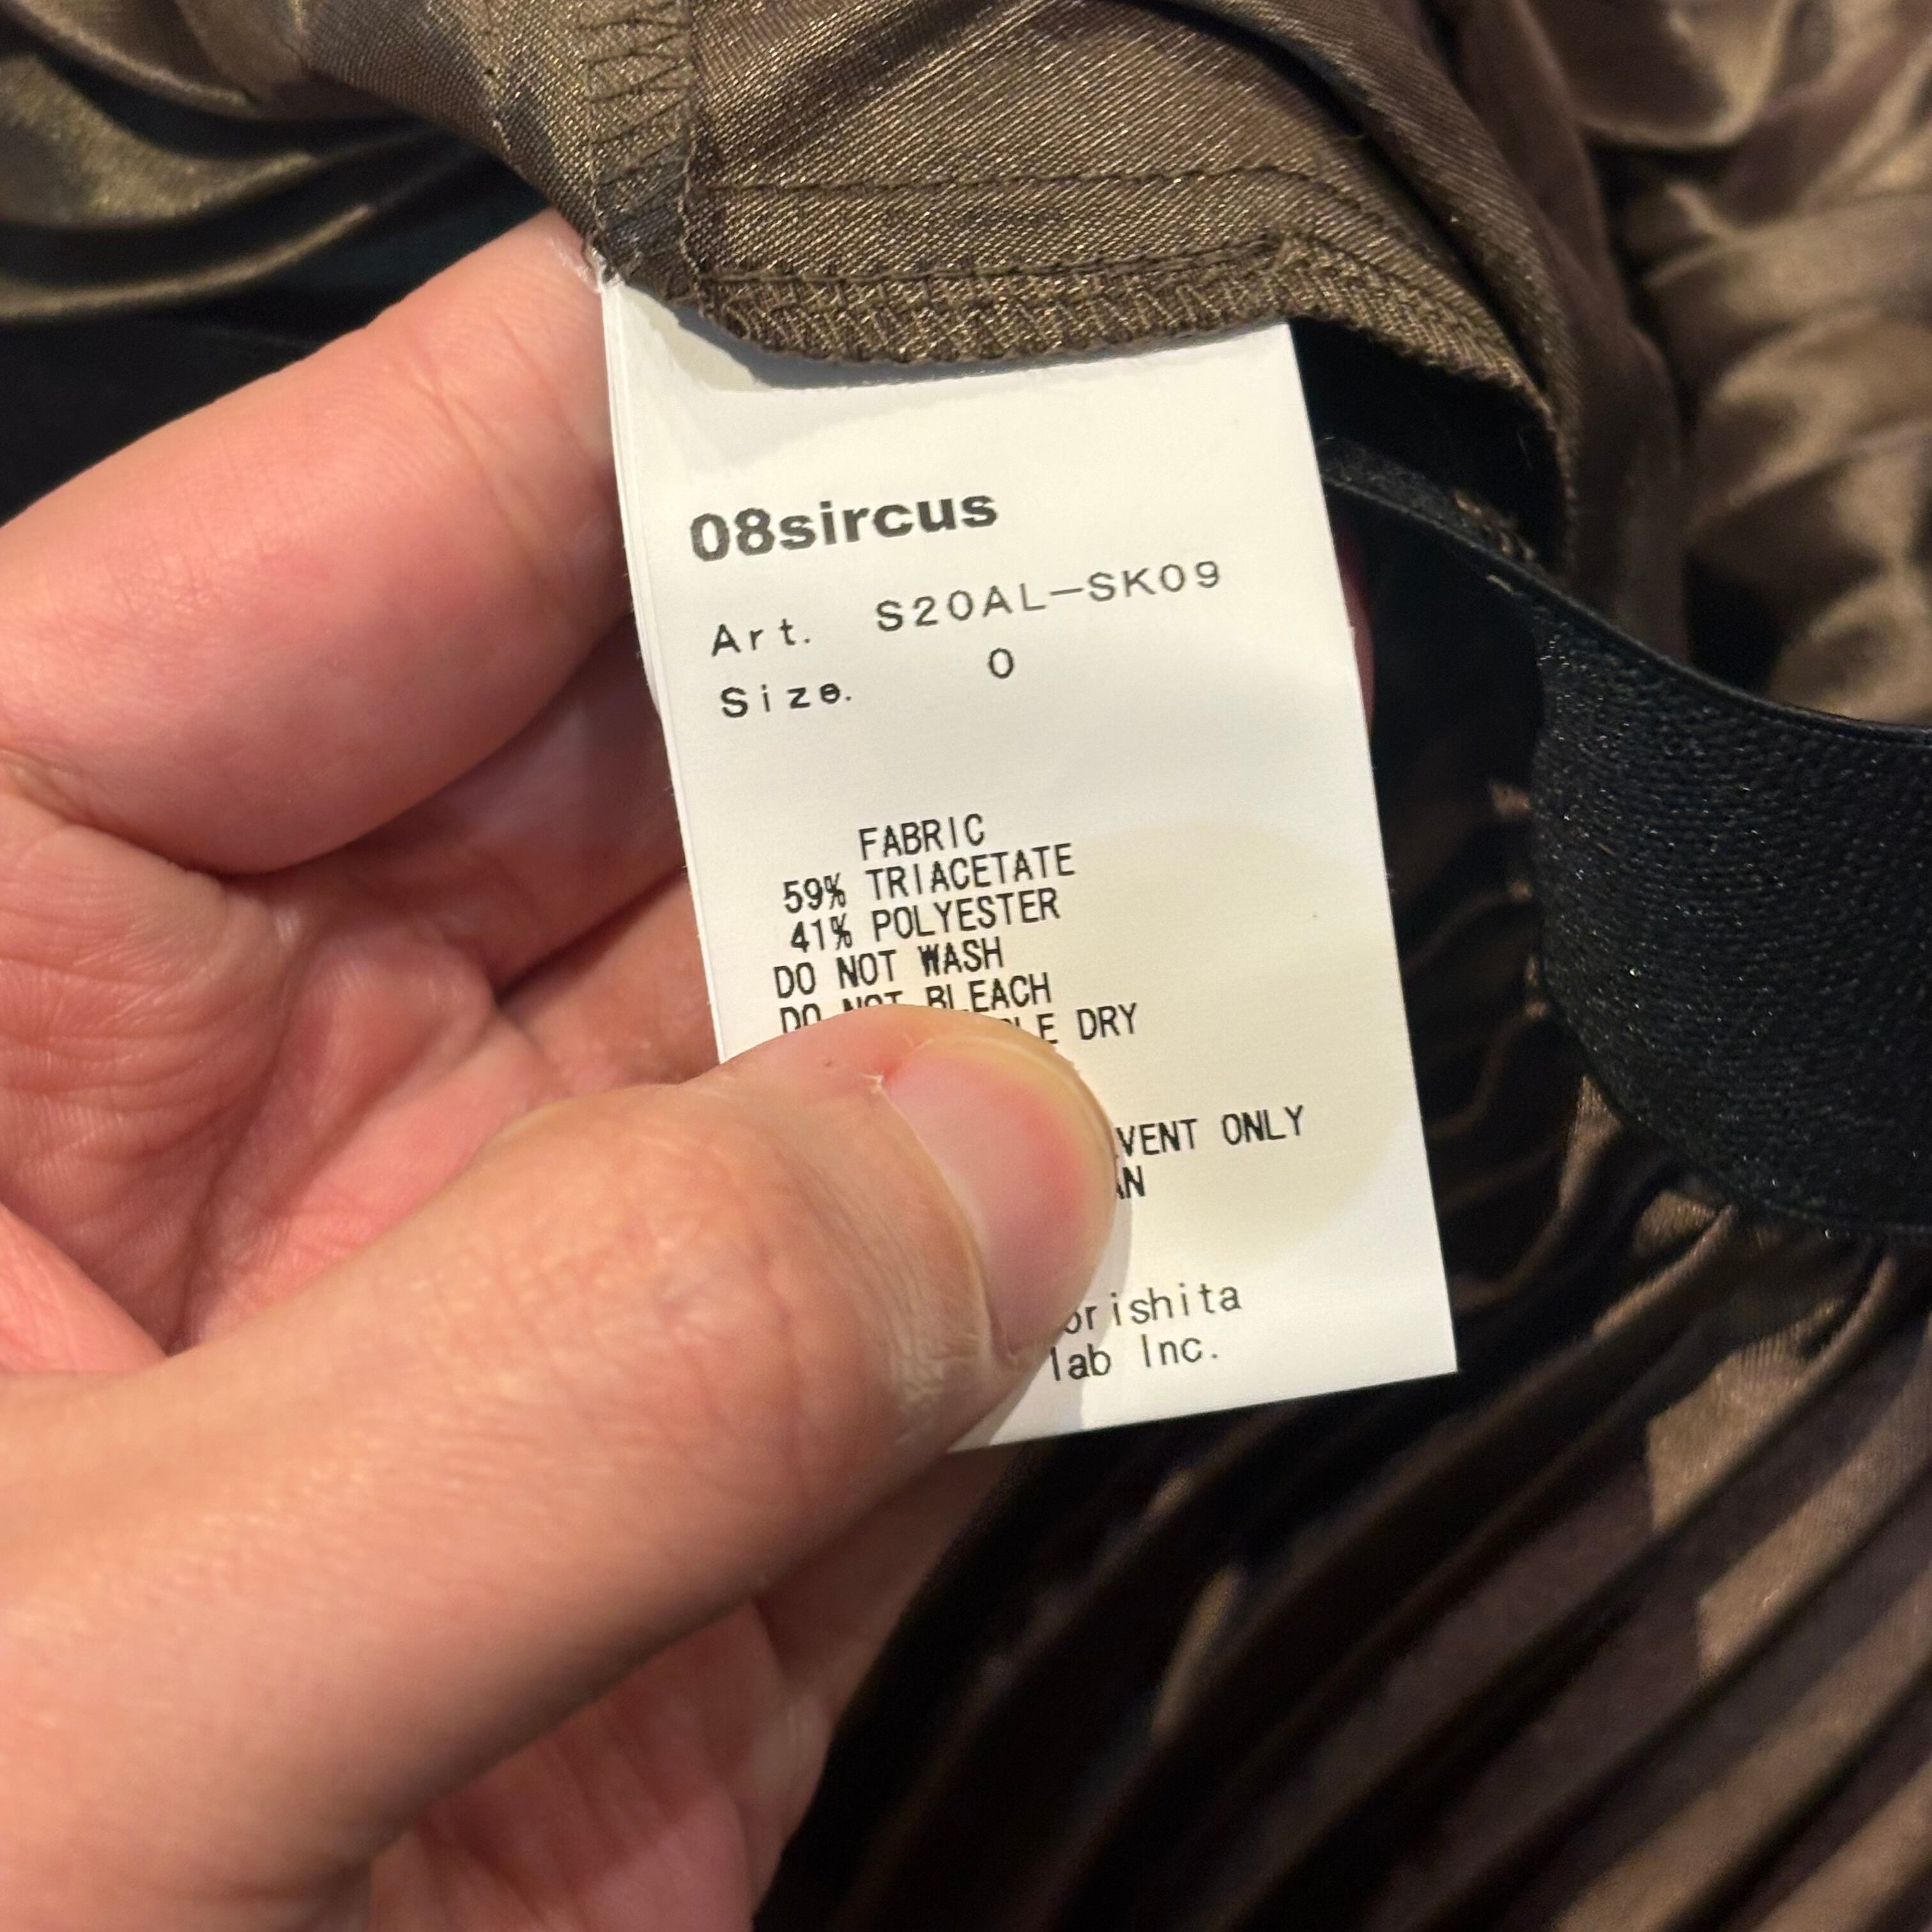 08sircus
Art. S20AL-SK09
Size. 0
FABRIC
59% TRIACETATE
41% POLYESTER
DO NOT WASH
DO NOT BLEACH
DRY
ONLY
lab Inc.